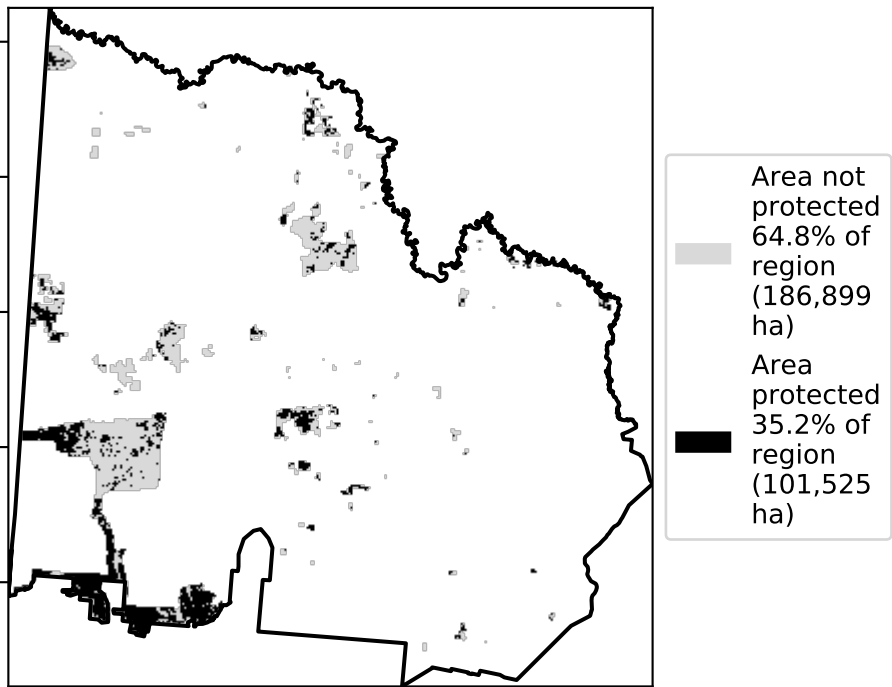 Area not
protected
64.8% of
region
(186,899
ha)
Area
protected
35.2% of
region
(101,525
ha)